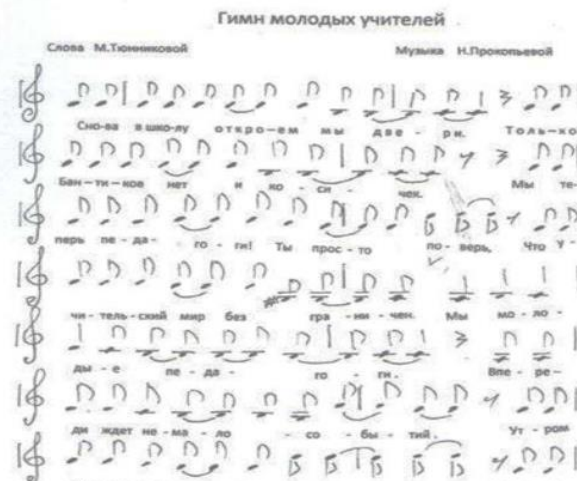 Гимн молодых учителей
Слова М.Тюнниковой Музыка Н.Прокопьевой
Сно-ва в шко-лу откро-ем мы две - ри. Толь-ко
Бан-ти-ков нет и ко - си - чек. Мы те-
перь пе-да- го-ги! Ты прос-то по-верь, Что У-
чи-тель-ский мир без гра-ни-чен. Мы мо-ло-
ды-е пе-да- го-ги. Впе-ре-
ди ждет не-ма-ло - со - бы - тий. Ут-ром